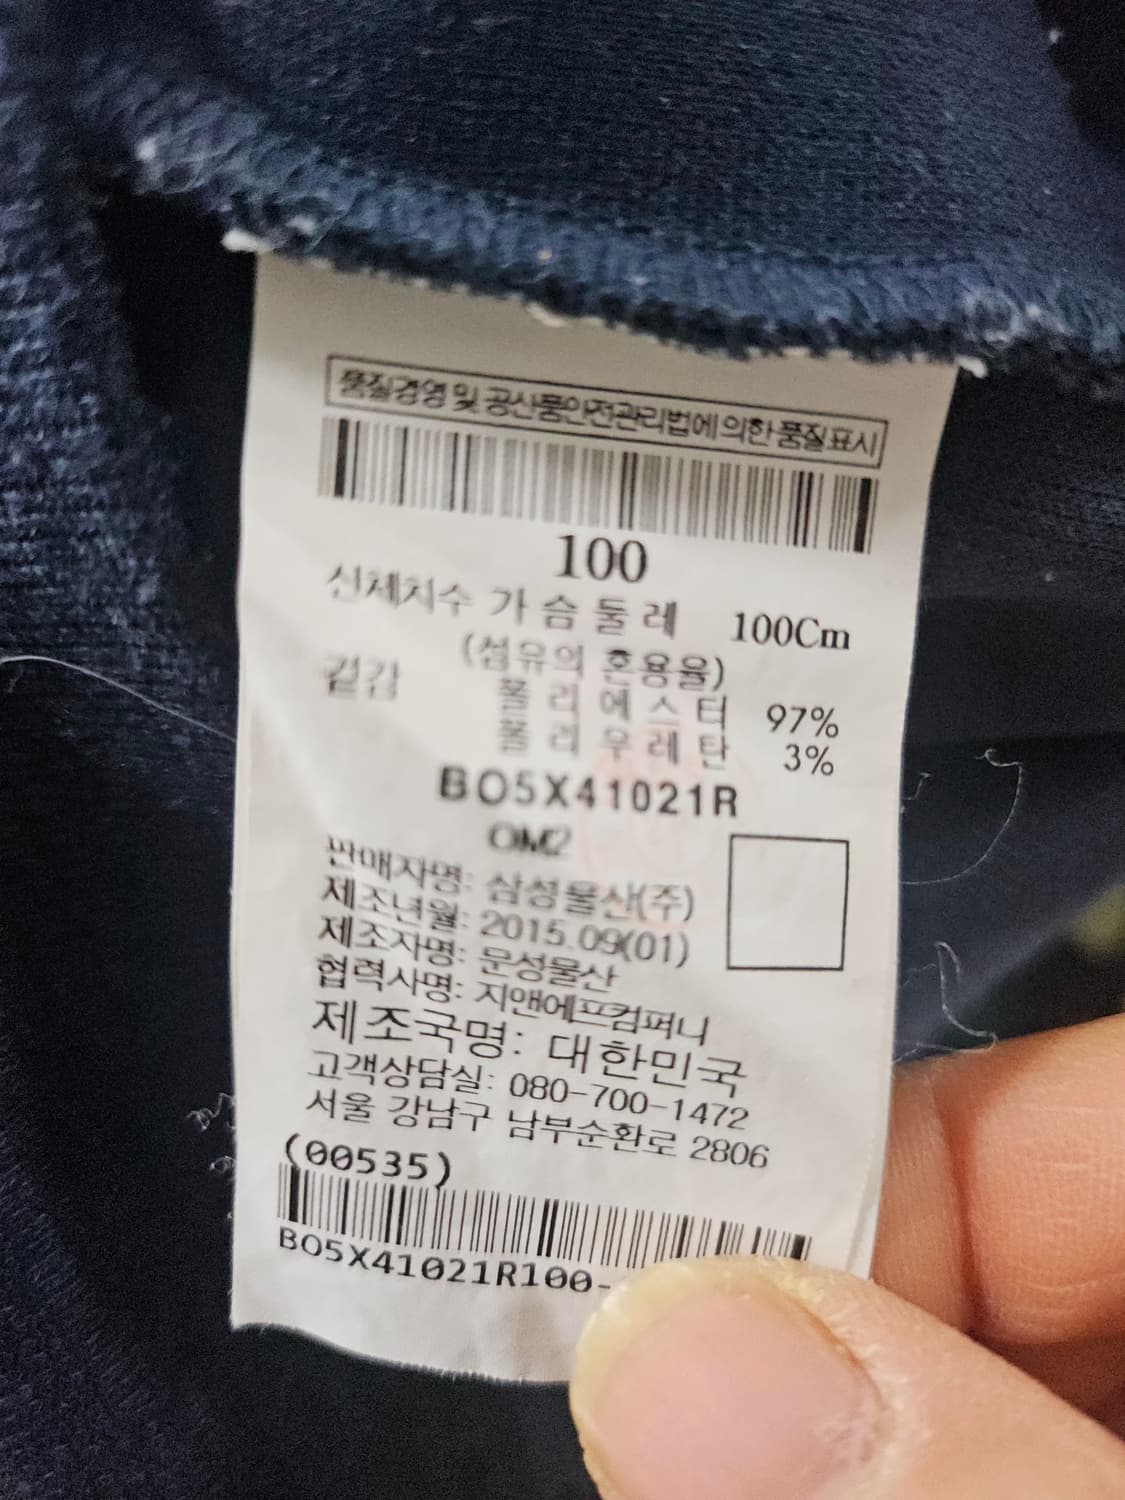 품질경영 및 공산품안전관리법에 의한 품질표시
100
신체치수 가슴둘레 100Cm
(섬유의 혼용율)
겉감 폴리에스터 97%
폴리우레탄 3%
BO5X41021R
OM2
판매자명: 삼성물산(주)
제조년월: 2015.09(01)
제조자명: 문성물산
협력사명: 지앤에프컴퍼니
제조국명: 대한민국
고객상담실: 080-700-1472
서울 강남구 남부순환로 2806
(00535)
BO5X41021R100-